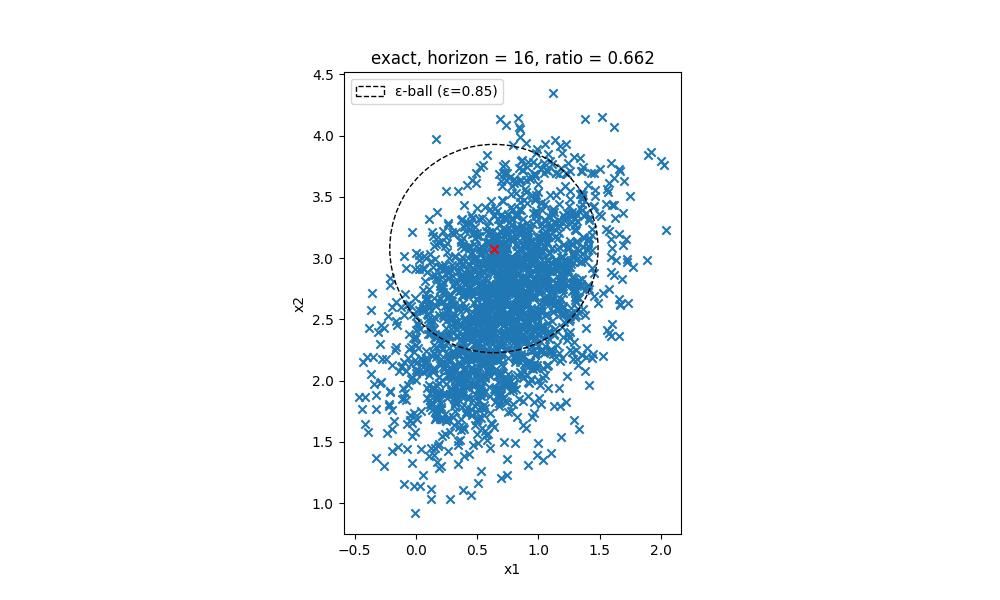 exact, horizon = 16, ratio = 0.662
ε-ball (ε=0.85)
4.5
4.0
3.5
3.0
2.5
2.0
1.5
1.0
x2
−0.5 0.0 0.5 1.0 1.5 2.0
x1